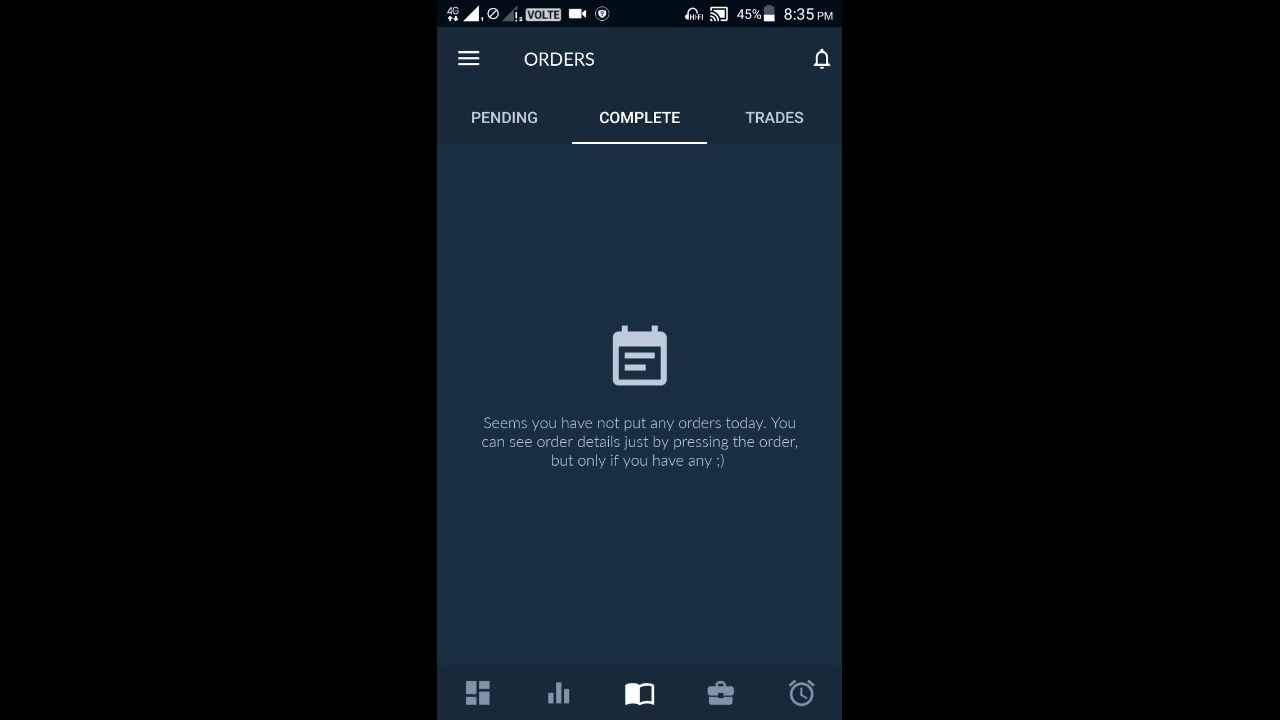 4G VOLTE HiFi 45% 8:35 PM
ORDERS
PENDING COMPLETE TRADES
Seems you have not put any orders today. You
can see order details just by pressing the order,
but only if you have any ;)